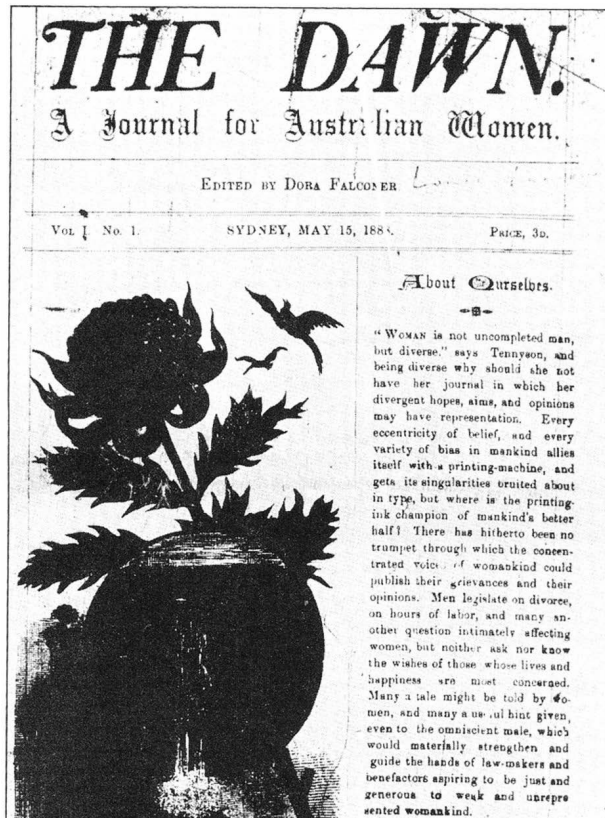 THE DAWN.
A Journal for Australian Women.
EDITED BY DORA FALCONER
VOL I. No. 1.
SYDNEY, MAY 15, 1888.
PRICE, 3D.
About Ourselves.
“WOMAN is not uncompleted man,
but diverse.” says Tennyson, and
being diverse why should she not
have her journal in which her
divergent hopes, aims, and opinions
may have representation. Every
eccentricity of belief, and every
variety of bias in mankind allies
itself with a printing-machine, and
gets its singularities bruited about
in type, but where is the printing-
ink champion of mankind's better
half? There has hitherto been no
trumpet through which the concen-
trated voices of womankind could
publish their grievances and their
opinions. Men legislate on divorce,
on hours of labor, and many an-
other question intimately affecting
women, but neither ask nor know
the wishes of those whose lives and
happiness are most concerned.
Many a tale might be told by wo-
men, and many a useful hint given,
even to the omniscient male, which
would materially strengthen and
guide the hands of law-makers and
benefactors aspiring to be just and
generous to weak and unrepre
sented womankind.